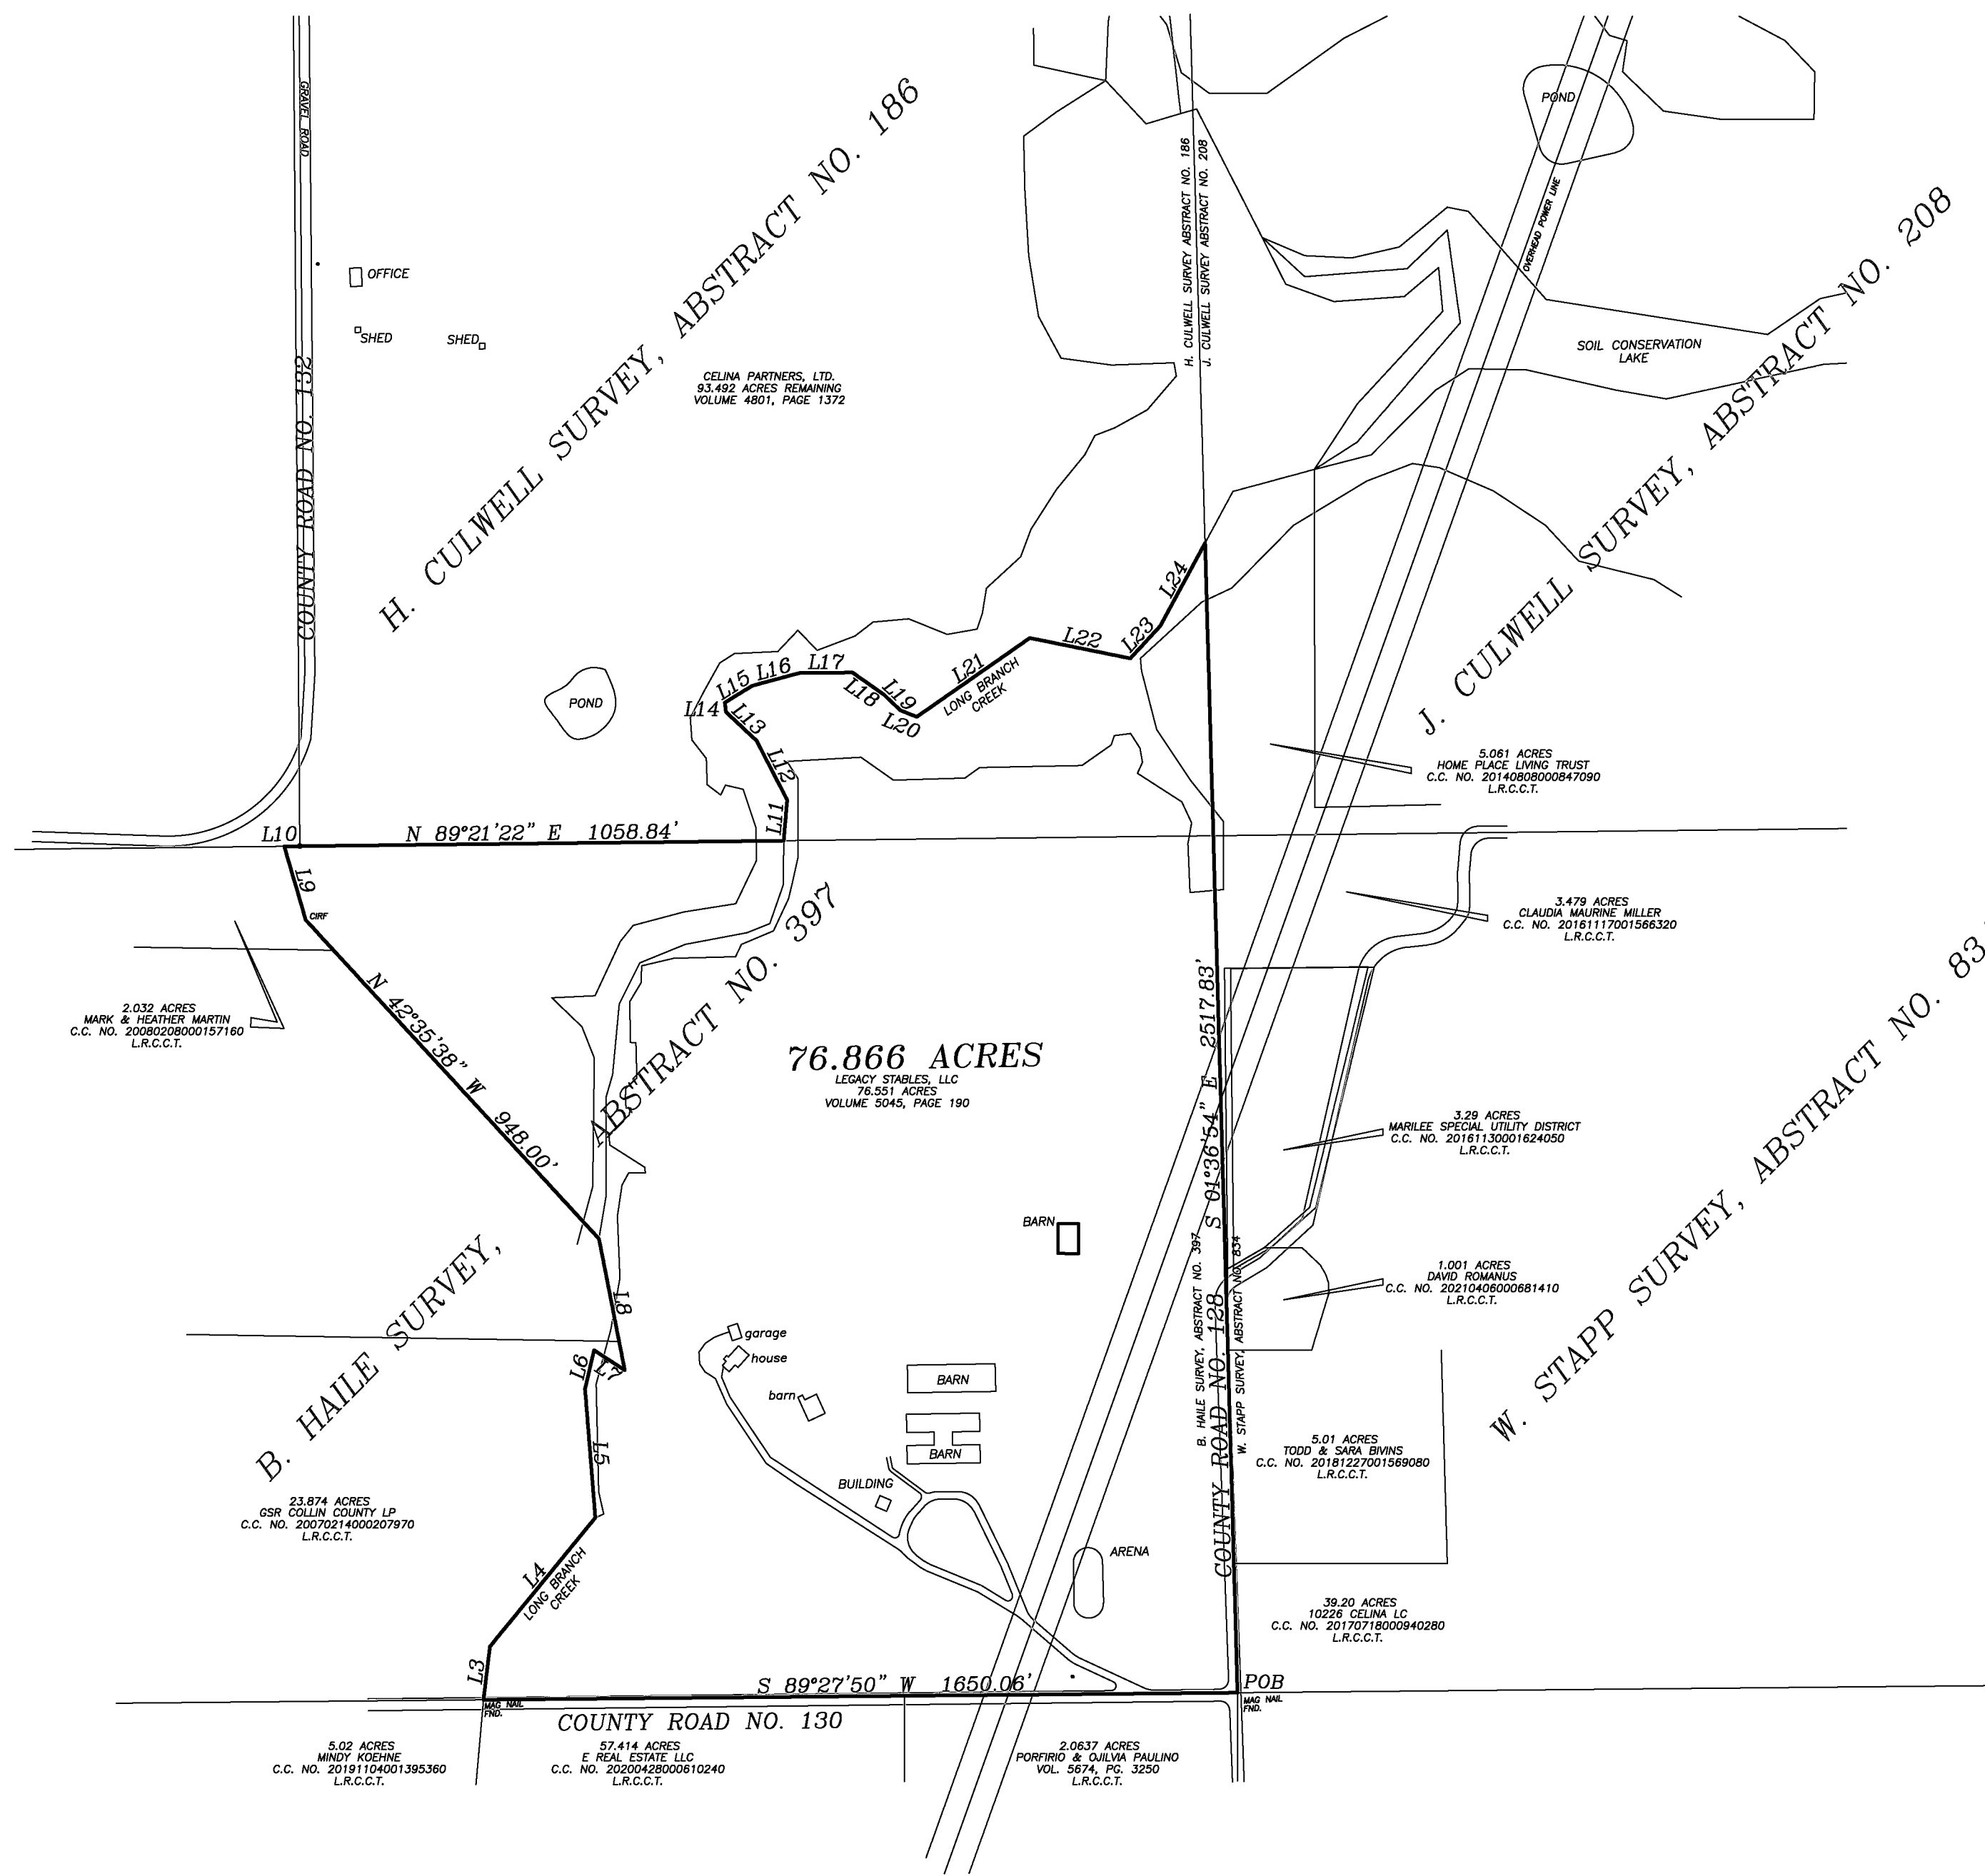 GRAVEL ROAD
COUNTY ROAD NO. 132
OFFICE
SHED
SHED
H. CULWELL SURVEY, ABSTRACT NO. 186
CELINA PARTNERS, LTD.
93.492 ACRES REMAINING
VOLUME 4801, PAGE 1372
H. CULWELL SURVEY ABSTRACT NO. 186
J. CULWELL SURVEY ABSTRACT NO. 208
POND
OVERHEAD POWER LINE
SOIL CONSERVATION
LAKE
J. CULWELL SURVEY, ABSTRACT NO. 208
POND
L24
L23
L22
L21
LONG BRANCH
CREEK
L20
L19
L18
L17
L16
L15
L14
L13
L12
L11
L10
N 89°21'22" E 1058.84'
L9
CIRF
5.061 ACRES
HOME PLACE LIVING TRUST
C.C. NO. 20140808000847090
L.R.C.C.T.
3.479 ACRES
CLAUDIA MAURINE MILLER
C.C. NO. 20161117001566320
L.R.C.C.T.
2.032 ACRES
MARK & HEATHER MARTIN
C.C. NO. 20080208000157160
L.R.C.C.T.
N 42°35'38" W 948.00'
B. HAILE SURVEY, ABSTRACT NO. 397
76.866 ACRES
LEGACY STABLES, LLC
76.551 ACRES
VOLUME 5045, PAGE 190
S 01°36'54" E 2517.83'
W. STAPP SURVEY, ABSTRACT NO. 83
3.29 ACRES
MARILEE SPECIAL UTILITY DISTRICT
C.C. NO. 20161130001624050
L.R.C.C.T.
BARN
B. HAILE SURVEY, ABSTRACT NO. 397
COUNTY ROAD NO. 128
W. STAPP SURVEY, ABSTRACT NO. 834
1.001 ACRES
DAVID ROMANUS
C.C. NO. 20210406000681410
L.R.C.C.T.
L8
L7
L6
L5
garage
house
barn
BARN
BARN
BUILDING
5.01 ACRES
TODD & SARA BIVINS
C.C. NO. 20181227001569080
L.R.C.C.T.
23.874 ACRES
GSR COLLIN COUNTY LP
C.C. NO. 20070214000207970
L.R.C.C.T.
L4
LONG BRANCH
CREEK
ARENA
39.20 ACRES
10226 CELINA LC
C.C. NO. 20170718000940280
L.R.C.C.T.
L3
S 89°27'50" W 1650.06'
POB
MAG NAIL
FND.
MAG NAIL
FND.
COUNTY ROAD NO. 130
5.02 ACRES
MINDY KOEHNE
C.C. NO. 20191104001395360
L.R.C.C.T.
57.414 ACRES
E REAL ESTATE LLC
C.C. NO. 20200428000610240
L.R.C.C.T.
2.0637 ACRES
PORFIRIO & OJILVIA PAULINO
VOL. 5674, PG. 3250
L.R.C.C.T.